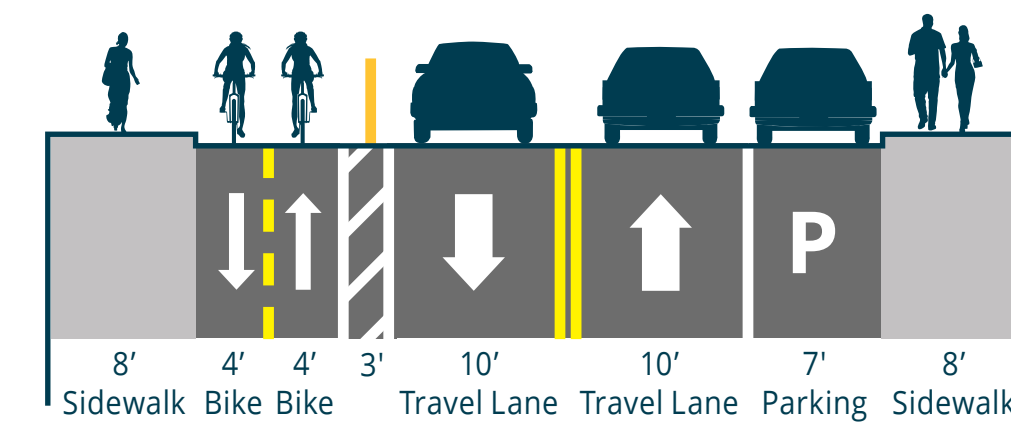 P
8’ 4’ 4’ 3' 10’ 10’ 7' 8’
Sidewalk Bike Bike Travel Lane Travel Lane Parking Sidewalk